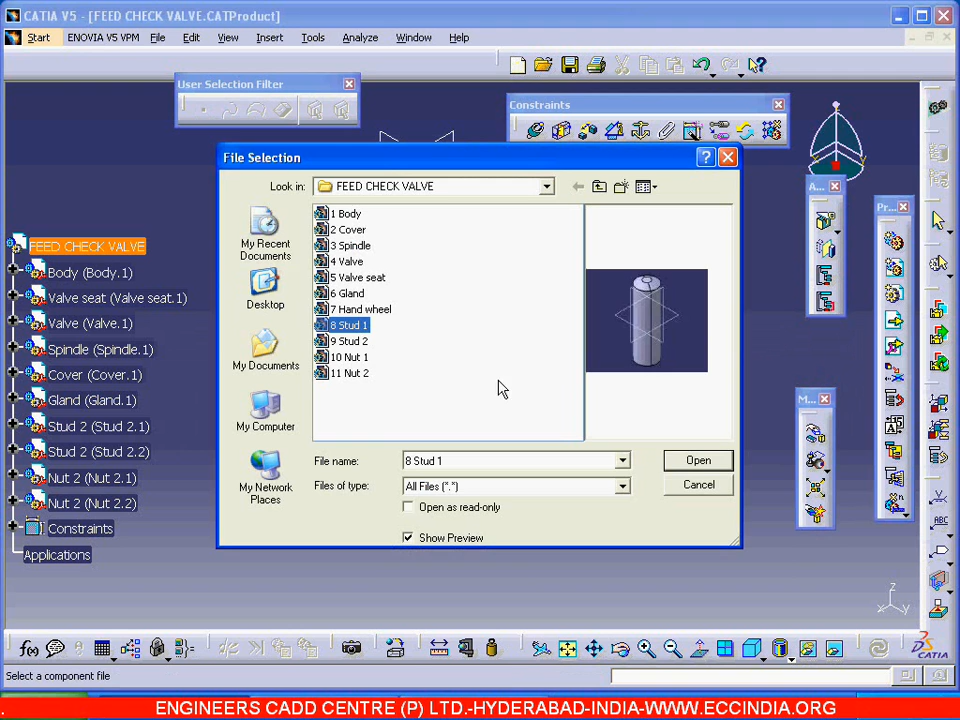 CATIA V5 - [FEED CHECK VALVE.CATProduct]
Start ENOVIA V5 VPM File Edit View Insert Tools Analyze Window Help
User Selection Filter
Constraints
File Selection
Look in: FEED CHECK VALVE
A...
Pr...
M...
My Recent Documents
Desktop
My Documents
My Computer
My Network Places
1 Body
2 Cover
3 Spindle
4 Valve
5 Valve seat
6 Gland
7 Hand wheel
8 Stud 1
9 Stud 2
10 Nut 1
11 Nut 2
File name: 8 Stud 1 Open
Files of type: All Files (*.*) Cancel
Open as read-only
Show Preview
FEED CHECK VALVE
Body (Body.1)
Valve seat (Valve seat.1)
Valve (Valve.1)
Spindle (Spindle.1)
Cover (Cover.1)
Gland (Gland.1)
Stud 2 (Stud 2.1)
Stud 2 (Stud 2.2)
Nut 2 (Nut 2.1)
Nut 2 (Nut 2.2)
Constraints
Applications
ABC
z
x y
f(x)
CATIA
Select a component file
. ENGINEERS CADD CENTRE (P) LTD.-HYDERABAD-INDIA-WWW.ECCINDIA.ORG